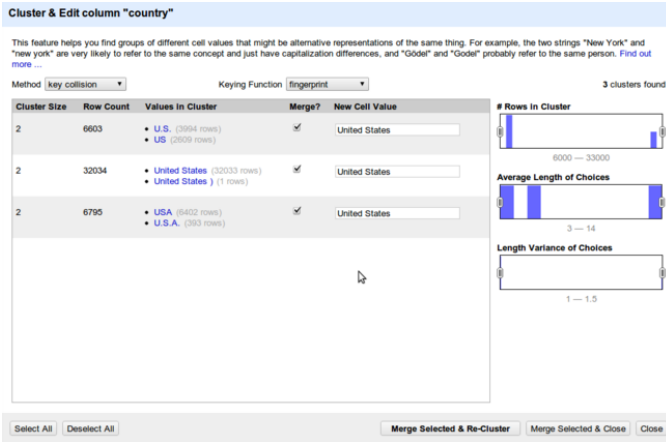 Cluster & Edit column "country"
This feature helps you find groups of different cell values that might be alternative representations of the same thing. For example, the two strings "New York" and
"new york" are very likely to refer to the same concept and just have capitalization differences, and "Gödel" and "Godel" probably refer to the same person. Find out
more ...
Method key collision Keying Function fingerprint 3 clusters found
Cluster Size Row Count Values in Cluster Merge? New Cell Value # Rows in Cluster
2 6603 • U.S. (3994 rows) United States
• US (2609 rows)
6000 — 33000
2 32034 • United States (32033 rows) United States
• United States ) (1 rows)
Average Length of Choices
2 6795 • USA (6402 rows) United States
• U.S.A. (393 rows)
3 — 14
Length Variance of Choices
1 — 1.5
Select All Deselect All Merge Selected & Re-Cluster Merge Selected & Close Close